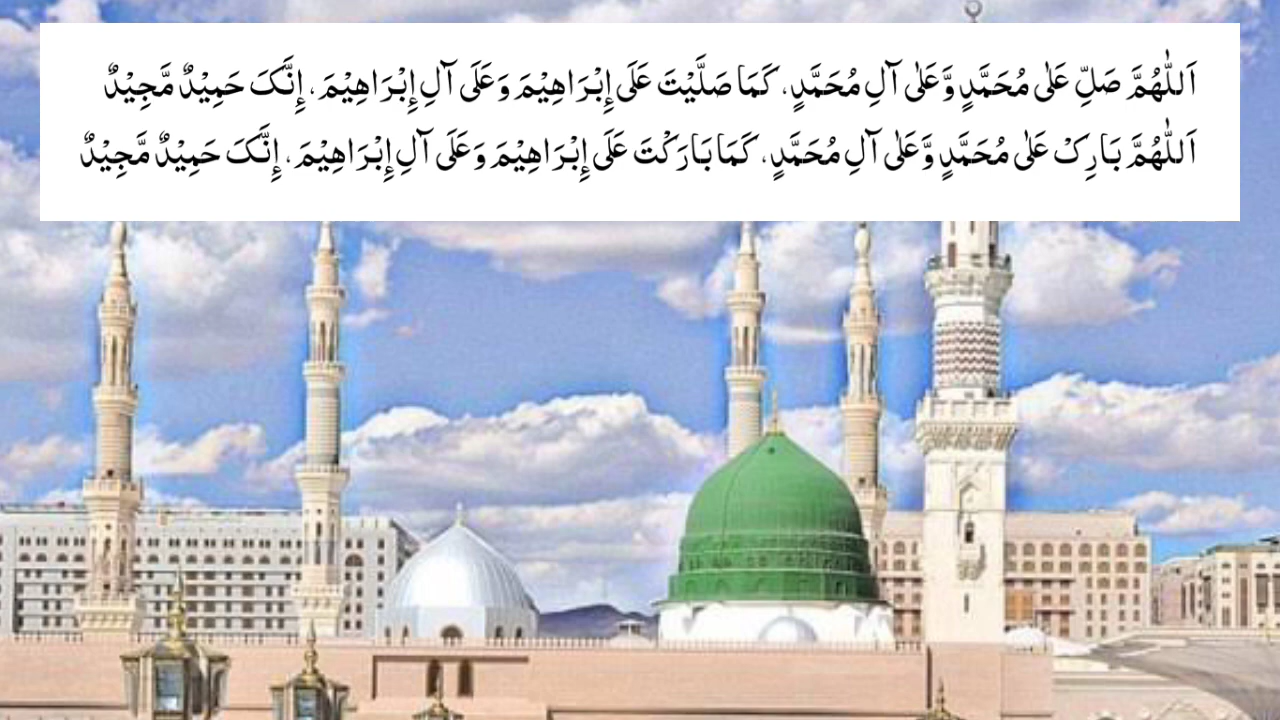 اَللّٰهُمَّ صَلِّ عَلٰی مُحَمَّدٍ وَّعَلٰی آلِ مُحَمَّدٍ، کَمَا صَلَّيْتَ عَلَی إِبْرَاهِيْمَ وَعَلَی آلِ إِبْرَاهِيْمَ، إِنَّکَ حَمِيْدٌ مَّجِيْدٌ
اَللّٰهُمَّ بَارِکْ عَلٰی مُحَمَّدٍ وَّعَلٰی آلِ مُحَمَّدٍ، کَمَا بَارَکْتَ عَلَی إِبْرَاهِيْمَ وَعَلَی آلِ إِبْرَاهِيْمَ، إِنَّکَ حَمِيْدٌ مَّجِيْدٌ